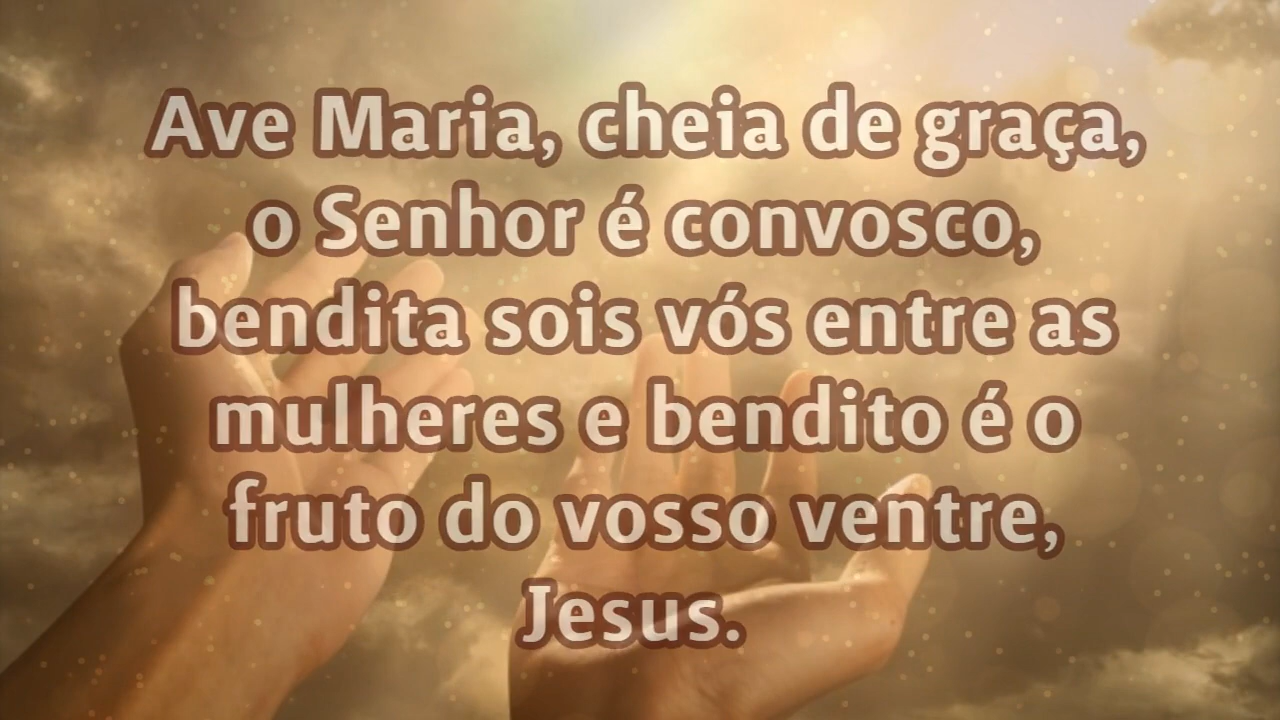 Ave Maria, cheia de graça,
o Senhor é convosco,
bendita sois vós entre as
mulheres e bendito é o
fruto do vosso ventre,
Jesus.